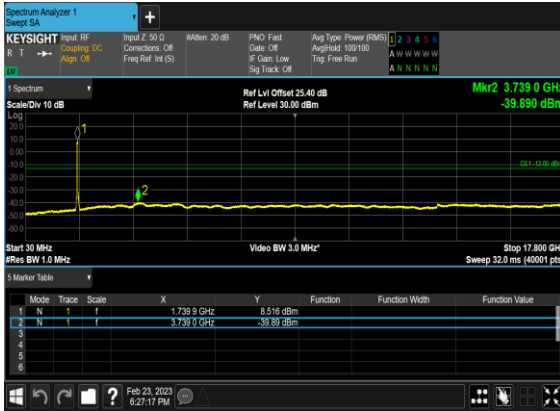 Spectrum Analyzer 1
Swept SA
+
KEYSIGHT Input: RF Input Z: 50 Ω #Atten: 20 dB PNO: Fast Avg Type: Power (RMS) 1 2 3 4 5 6
R T Coupling: DC Corrections: Off Gate: Off Avg|Hold: 100/100 A W W W W W
Align: Off Freq Ref: Int (S) IF Gain: Low Trig: Free Run
Sig Track: Off A N N N N N
1 Spectrum Ref Lvl Offset 25.40 dB Mkr2 3.739 0 GHz
Scale/Div 10 dB Ref Level 30.00 dBm -39.890 dBm
Log
20.0
10.0
0.00
-10.0
-20.0
-30.0
-40.0
-50.0
-60.0
1
2
DL1 -13.00 dBm
Start 30 MHz Video BW 3.0 MHz* Stop 17.800 GHz
#Res BW 1.0 MHz Sweep 32.0 ms (40001 pts)
5 Marker Table
Mode Trace Scale X Y Function Function Width Function Value
1 N 1 f 1.739 9 GHz 8.516 dBm
2 N 1 f 3.739 0 GHz -39.89 dBm
3
4
5
6
? Feb 23, 2023
6:27:17 PM